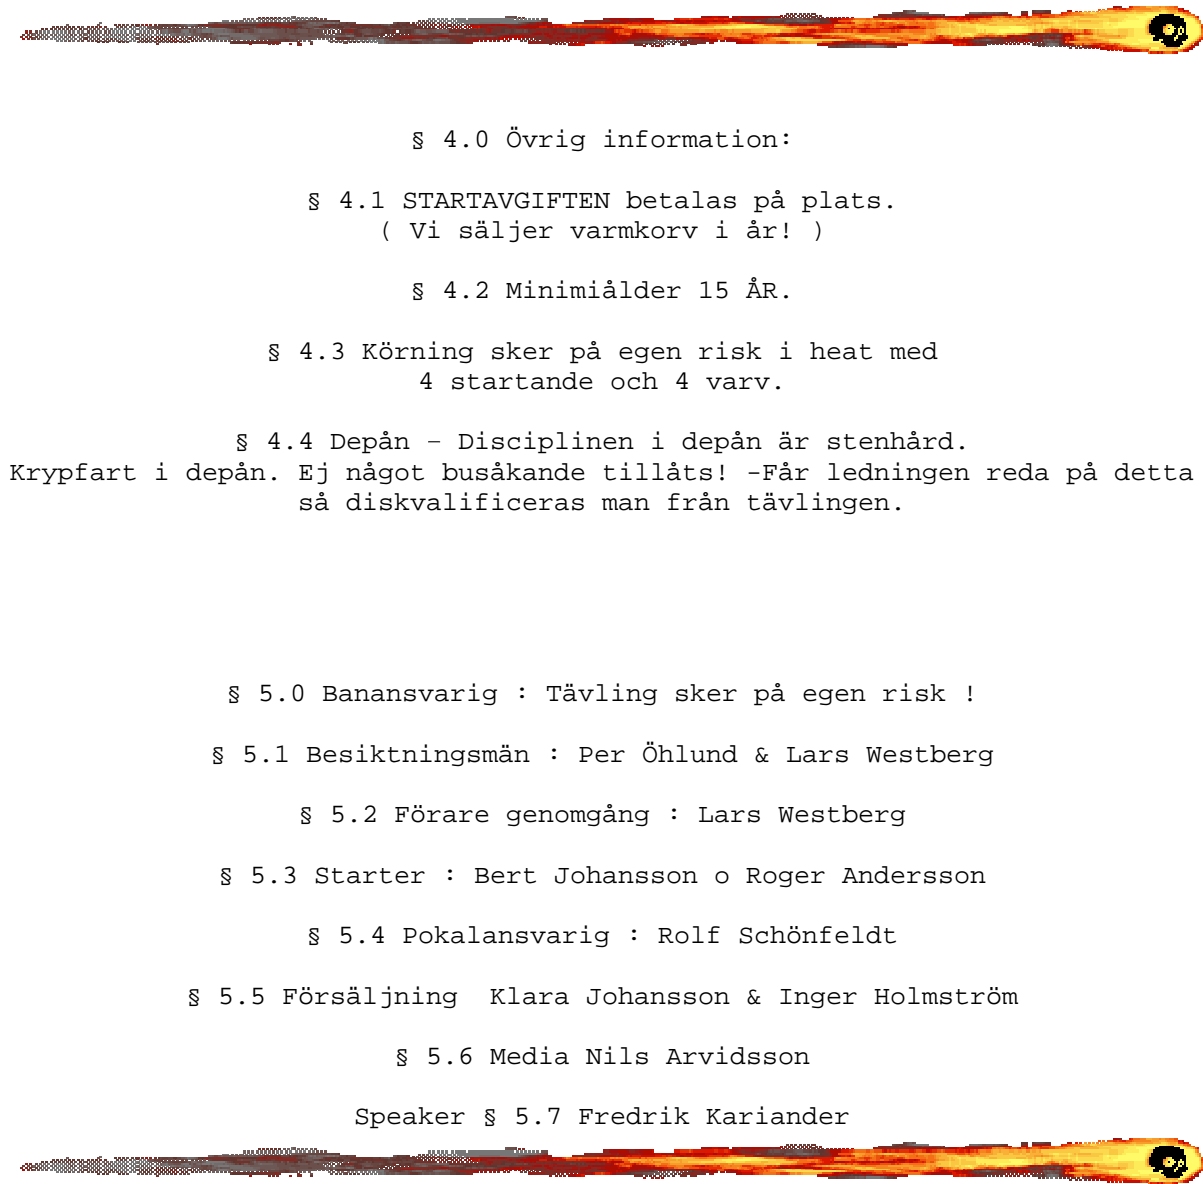 § 4.0 Övrig information:
§ 4.1 STARTAVGIFTEN betalas på plats.
( Vi säljer varmkorv i år! )
§ 4.2 Minimiålder 15 ÅR.
§ 4.3 Körning sker på egen risk i heat med
4 startande och 4 varv.
§ 4.4 Depån – Disciplinen i depån är stenhård.
Krypfart i depån. Ej något busåkande tillåts! -Får ledningen reda på detta
så diskvalificeras man från tävlingen.
§ 5.0 Banansvarig : Tävling sker på egen risk !
§ 5.1 Besiktningsmän : Per Öhlund & Lars Westberg
§ 5.2 Förare genomgång : Lars Westberg
§ 5.3 Starter : Bert Johansson o Roger Andersson
§ 5.4 Pokalansvarig : Rolf Schönfeldt
§ 5.5 Försäljning  Klara Johansson & Inger Holmström
§ 5.6 Media Nils Arvidsson
Speaker § 5.7 Fredrik Kariander